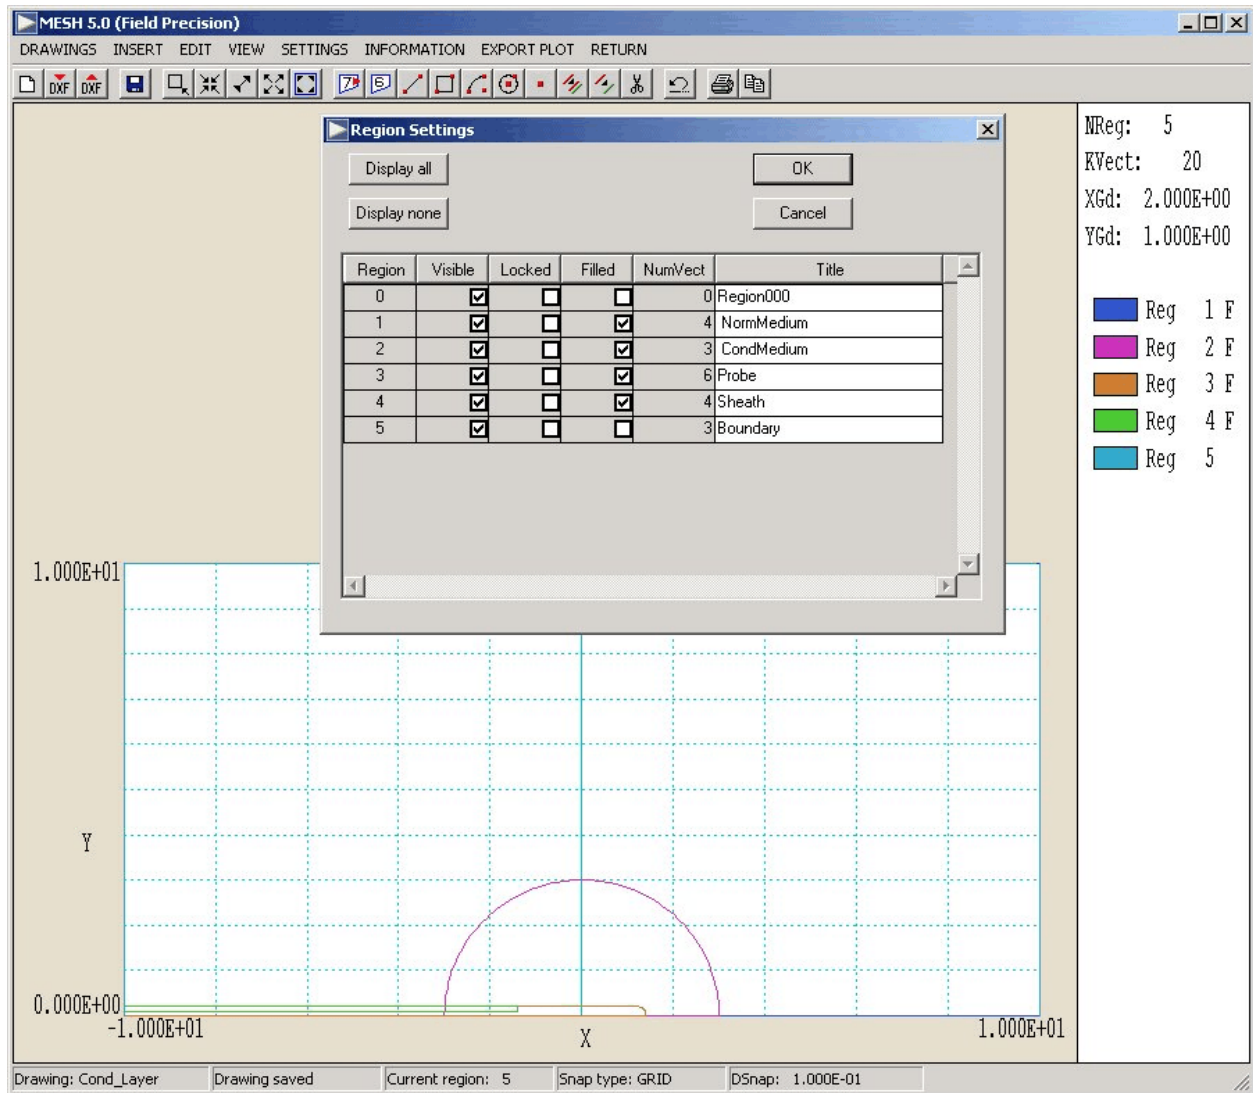 MESH 5.0 (Field Precision)
DRAWINGS INSERT EDIT VIEW SETTINGS INFORMATION EXPORT PLOT RETURN
DXF DXF 7 6
Region Settings
Display all OK
Display none Cancel
Region Visible Locked Filled NumVect Title
0 0 Region000
1 4 NormMedium
2 3 CondMedium
3 6 Probe
4 4 Sheath
5 3 Boundary
NReg: 5
KVect: 20
XGd: 2.000E+00
YGd: 1.000E+00
Reg 1 F
Reg 2 F
Reg 3 F
Reg 4 F
Reg 5
1.000E+01
Y
0.000E+00
-1.000E+01 X 1.000E+01
Drawing: Cond_Layer Drawing saved Current region: 5 Snap type: GRID DSnap: 1.000E-01